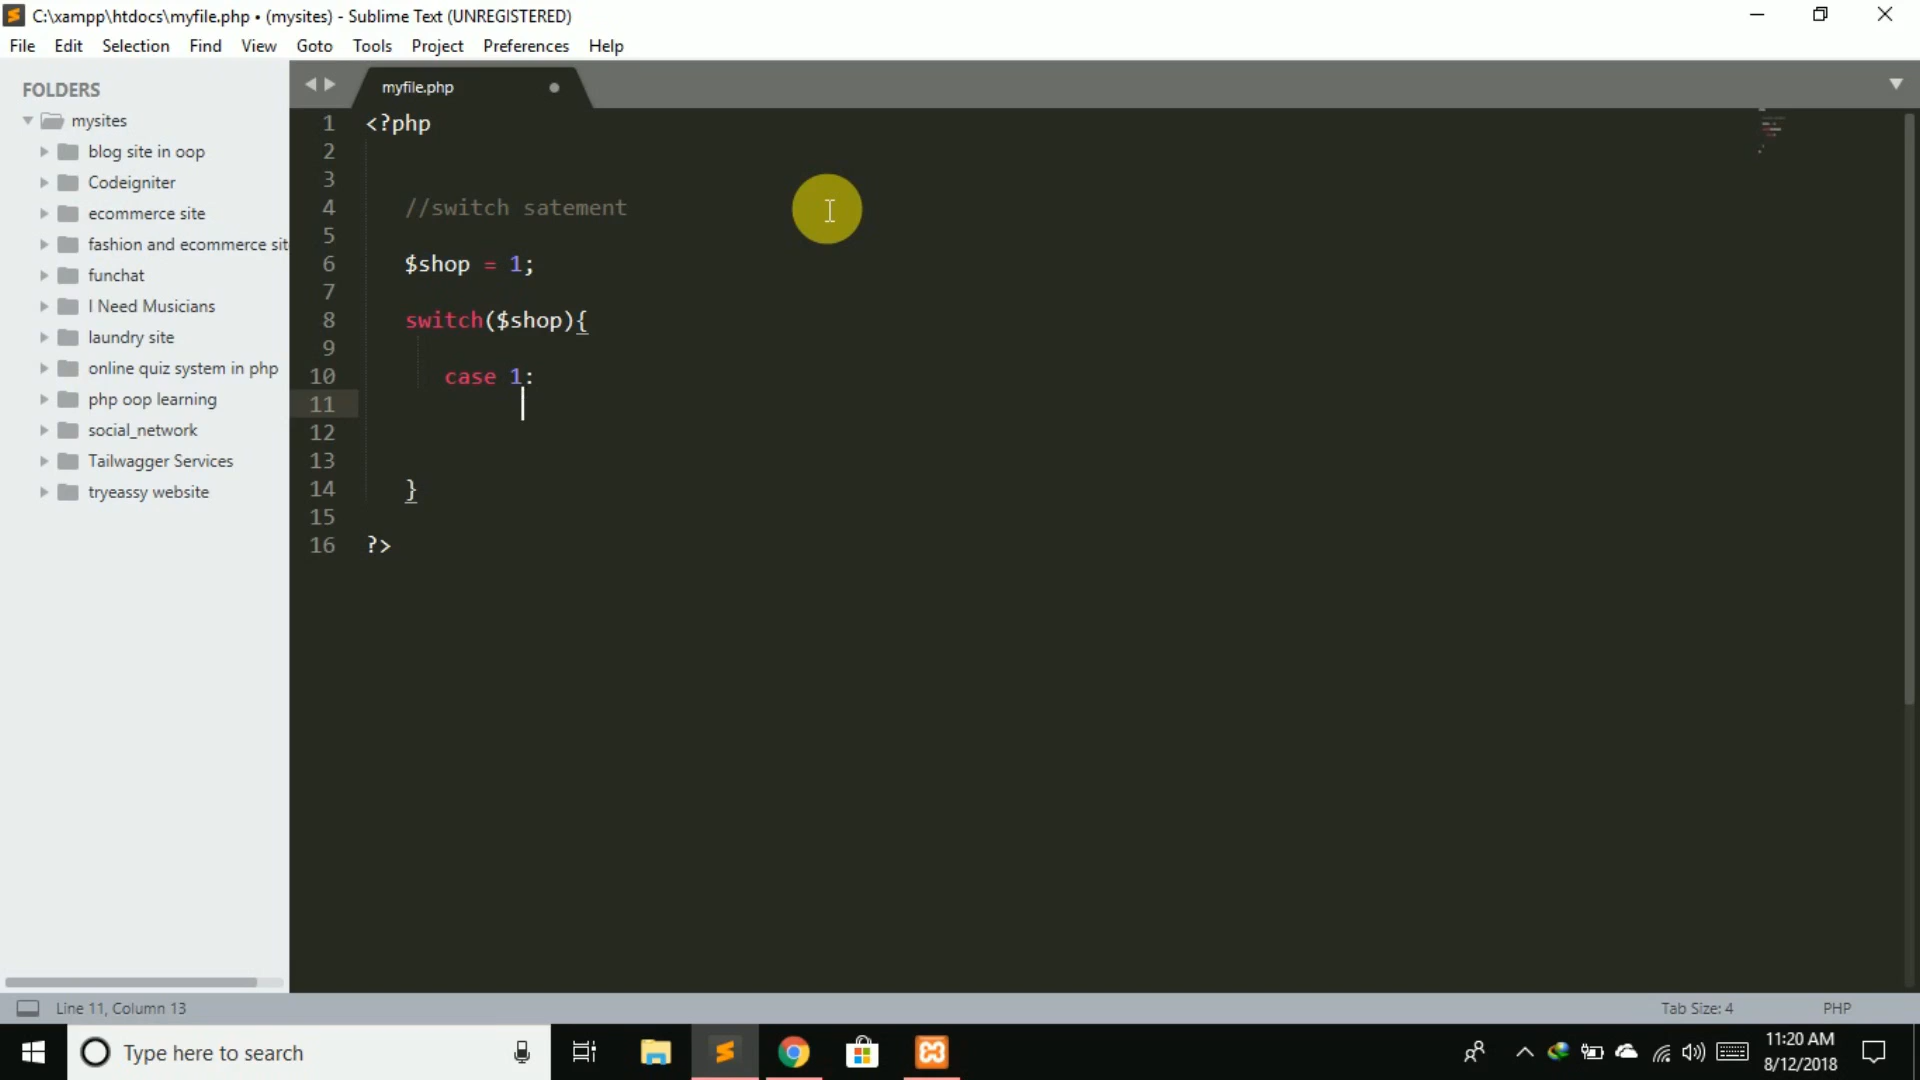 C:\xampp\htdocs\myfile.php • (mysites) - Sublime Text (UNREGISTERED)
File Edit Selection Find View Goto Tools Project Preferences Help
FOLDERS
mysites
blog site in oop
Codeigniter
ecommerce site
fashion and ecommerce sit
funchat
I Need Musicians
laundry site
online quiz system in php
php oop learning
social_network
Tailwagger Services
tryeassy website
myfile.php
1 <?php
2
3
4 //switch satement
5
6 $shop = 1;
7
8 switch($shop){
9
10 case 1:
11
12
13
14 }
15
16 ?>
Line 11, Column 13
Tab Size: 4
PHP
Type here to search
11:20 AM
8/12/2018